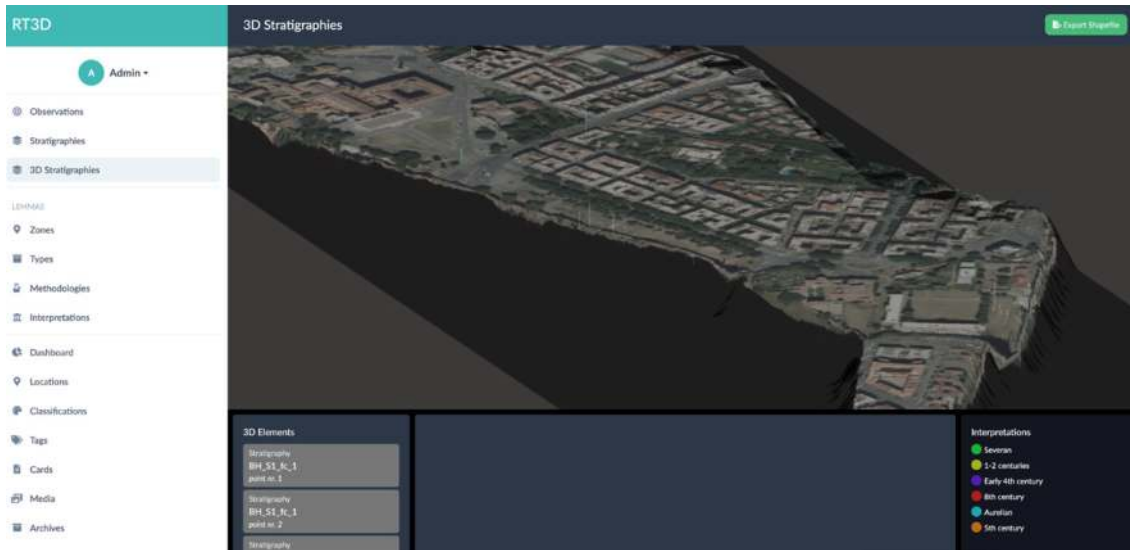 RT3D
3D Stratigraphies
Export Shapefile
A
Admin
Observations
Stratigraphies
3D Stratigraphies
LEMMAS
Zones
Types
Methodologies
Interpretations
Dashboard
Locations
Classifications
Tags
Cards
Media
Archives
3D Elements
Stratigraphy
BH_S1_fc_1
point nr. 1
Stratigraphy
BH_S1_fc_1
point nr. 2
Stratigraphy
Interpretations
Severan
1-2 centuries
Early 4th century
8th century
Aurelian
5th century